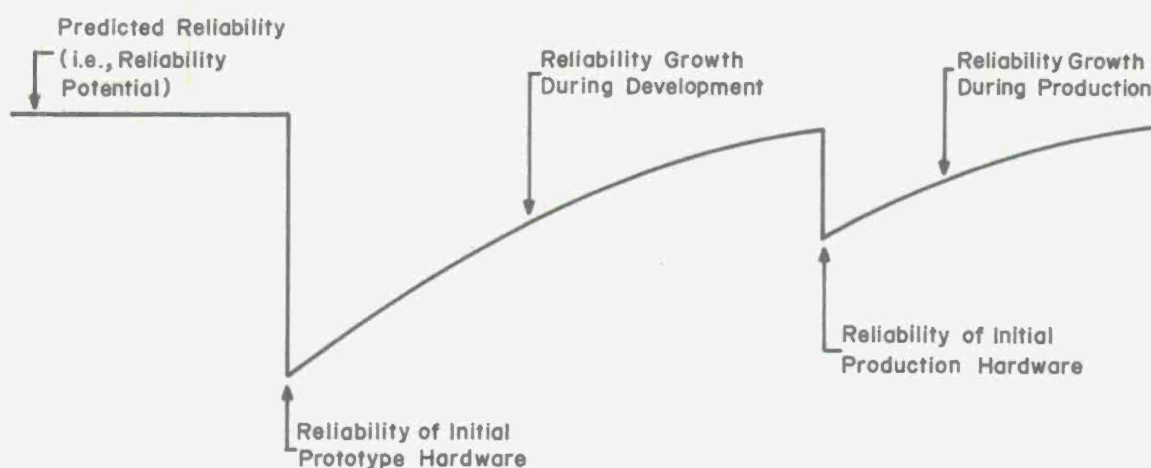 Predicted Reliability
(i.e., Reliability
Potential)
Reliability Growth
During Development
Reliability Growth
During Production
Reliability of Initial
Production Hardware
Reliability of Initial
Prototype Hardware